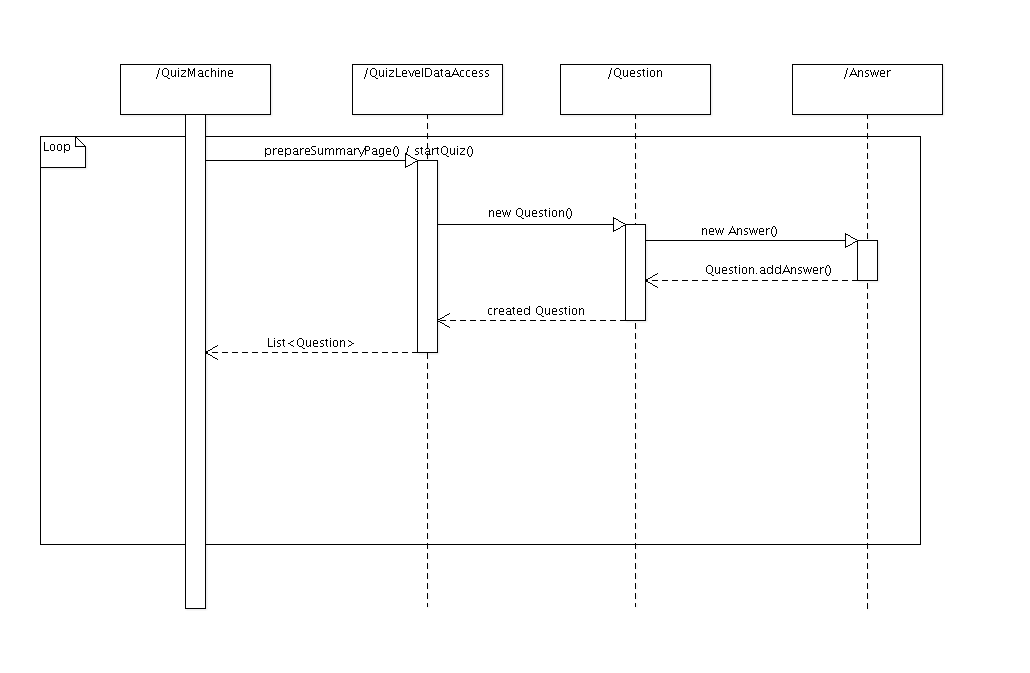 /QuizMachine
/QuizLevelDataAccess
/Question
/Answer
Loop
prepareSummaryPage() / startQuiz()
new Question()
new Answer()
Question.addAnswer()
created Question
List<Question>